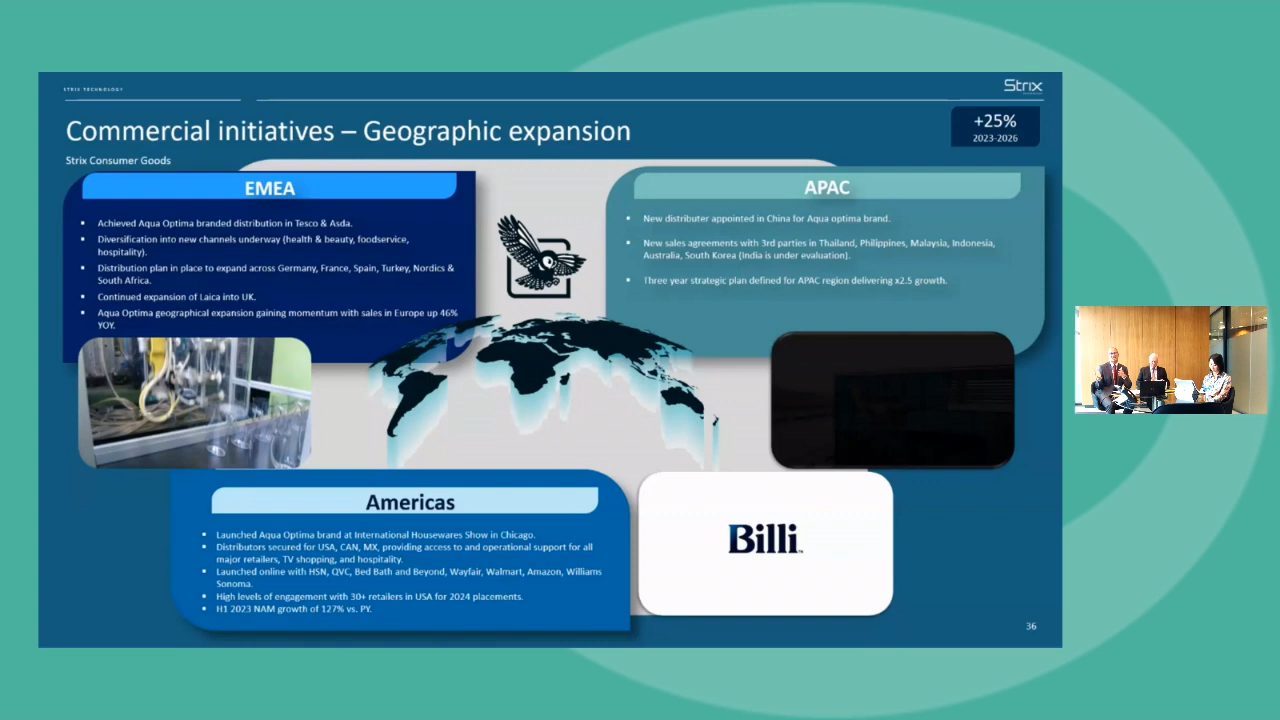 STRIX TECHNOLOGY
Strix
Commercial initiatives – Geographic expansion
+25%
2023-2026
Strix Consumer Goods
EMEA
Achieved Aqua Optima branded distribution in Tesco & Asda.
Diversification into new channels underway (health & beauty, foodservice,
hospitality).
Distribution plan in place to expand across Germany, France, Spain, Turkey, Nordics &
South Africa.
Continued expansion of Laica into UK.
Aqua Optima geographical expansion gaining momentum with sales in Europe up 46%
YOY.
APAC
New distributer appointed in China for Aqua optima brand.
New sales agreements with 3rd parties in Thailand, Philippines, Malaysia, Indonesia,
Australia, South Korea (India is under evaluation).
Three year strategic plan defined for APAC region delivering x2.5 growth.
Americas
Launched Aqua Optima brand at International Housewares Show in Chicago.
Distributors secured for USA, CAN, MX, providing access to and operational support for all
major retailers, TV shopping, and hospitality.
Launched online with HSN, QVC, Bed Bath and Beyond, Wayfair, Walmart, Amazon, Williams
Sonoma.
High levels of engagement with 30+ retailers in USA for 2024 placements.
H1 2023 NAM growth of 127% vs. PY.
Billi
36